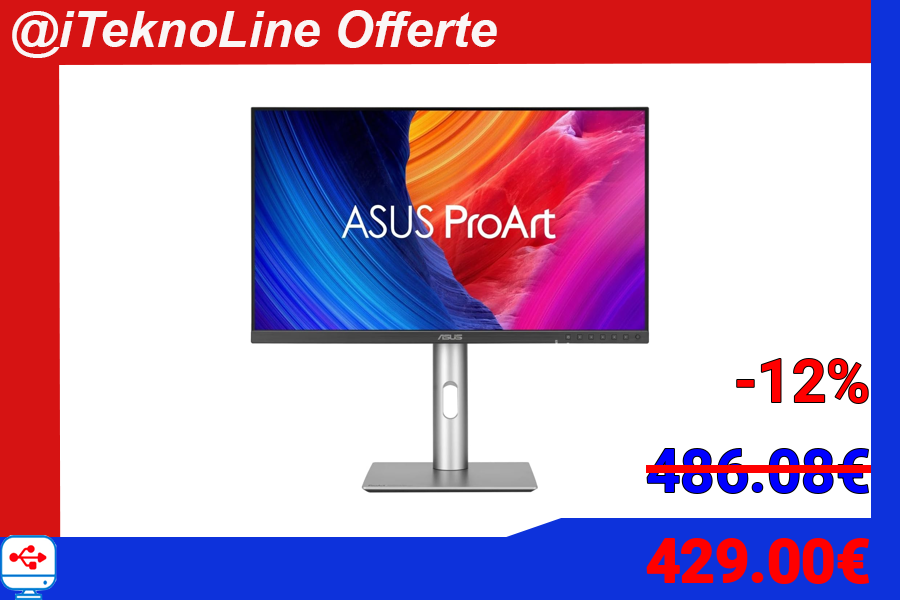 @iTeknoLine Offerte
ASUS ProArt
ASUS
-12%
486.08€
429.00€